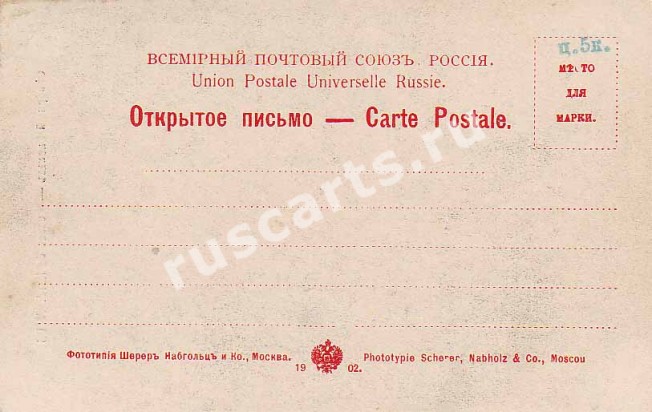 ц. 5к.
ВСЕМІРНЫЙ ПОЧТОВЫЙ СОЮЗЪ. РОССІЯ.
Union Postale Universelle Russie.
Открытое письмо — Carte Postale.
МѢСТО
ДЛЯ
МАРКИ.
ruscarts.ru
Фототипія Шереръ Набгольцъ и Ко., Москва.
1902.
Phototypie Scherer, Nabholz & Co., Moscou